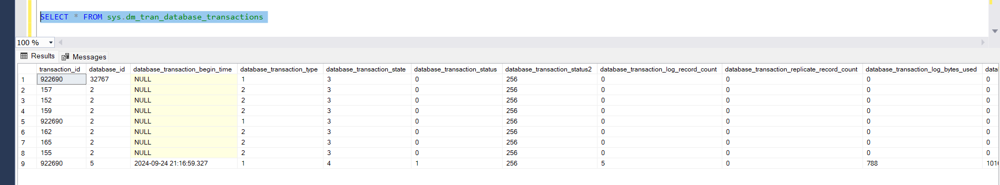 SELECT * FROM sys.dm_tran_database_transactions
100 %
Results Messages
transaction_id database_id database_transaction_begin_time database_transaction_type database_transaction_state database_transaction_status database_transaction_status2 database_transaction_log_record_count database_transaction_replicate_record_count database_transaction_log_bytes_used
1 922690 32767 NULL 1 3 0 256 0 0 0 0
2 157 2 NULL 2 3 0 256 0 0 0 0
3 152 2 NULL 2 3 0 256 0 0 0 0
4 159 2 NULL 2 3 0 256 0 0 0 0
5 922690 2 NULL 1 3 0 256 0 0 0 0
6 162 2 NULL 2 3 0 256 0 0 0 0
7 165 2 NULL 2 3 0 256 0 0 0 0
8 155 2 NULL 2 3 0 256 0 0 0 0
9 922690 5 2024-09-24 21:16:59.327 1 4 1 256 5 0 788